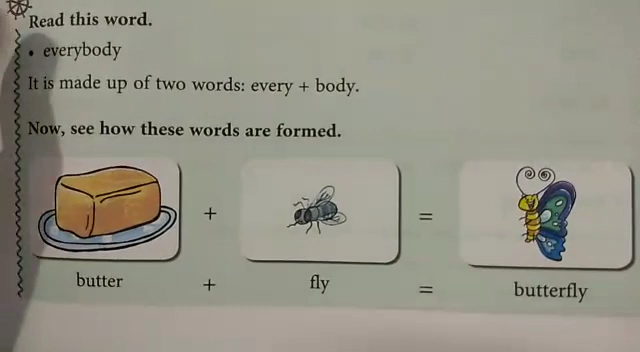 Read this word.
• everybody
It is made up of two words: every + body.
Now, see how these words are formed.
+ =
butter + fly = butterfly